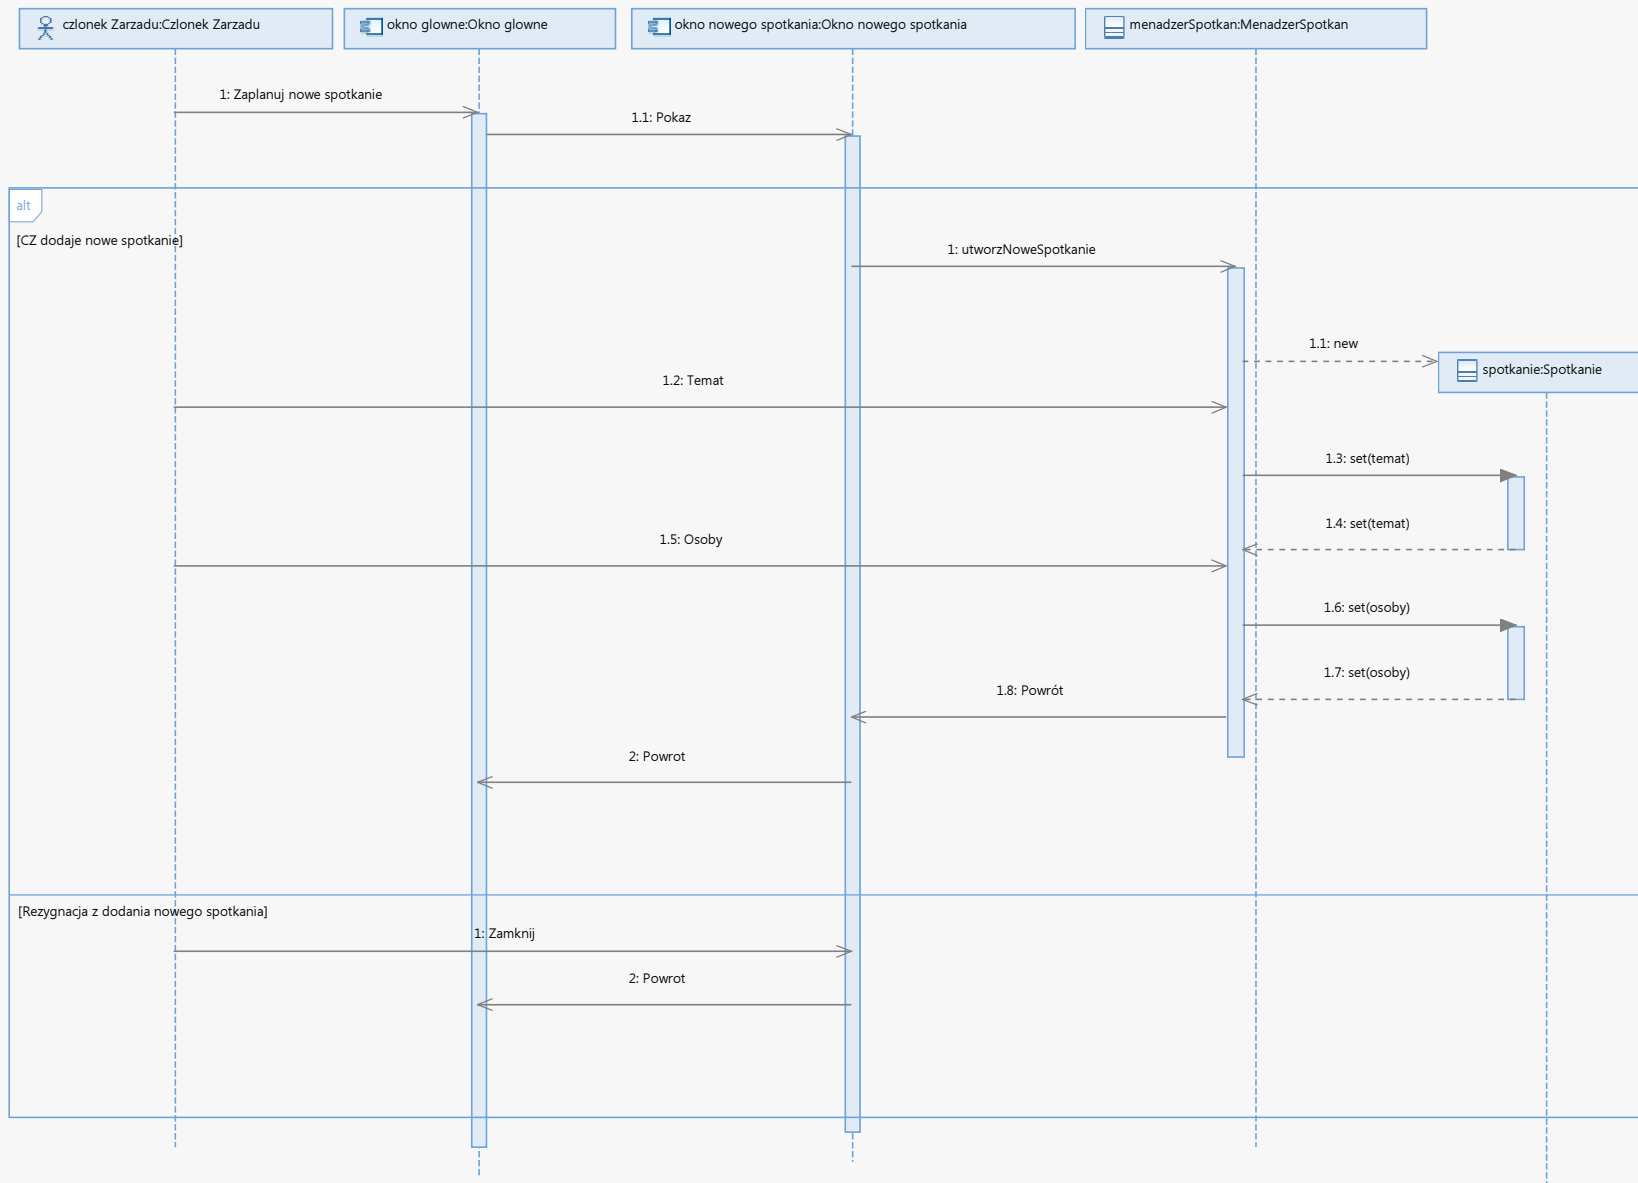 czlonek Zarzadu:Czlonek Zarzadu
okno glowne:Okno glowne
okno nowego spotkania:Okno nowego spotkania
menadzerSpotkan:MenadzerSpotkan
1: Zaplanuj nowe spotkanie
1.1: Pokaz
alt
[CZ dodaje nowe spotkanie]
1: utworzNoweSpotkanie
1.1: new
spotkanie:Spotkanie
1.2: Temat
1.3: set(temat)
1.4: set(temat)
1.5: Osoby
1.6: set(osoby)
1.7: set(osoby)
1.8: Powrót
2: Powrot
[Rezygnacja z dodania nowego spotkania]
1: Zamknij
2: Powrot